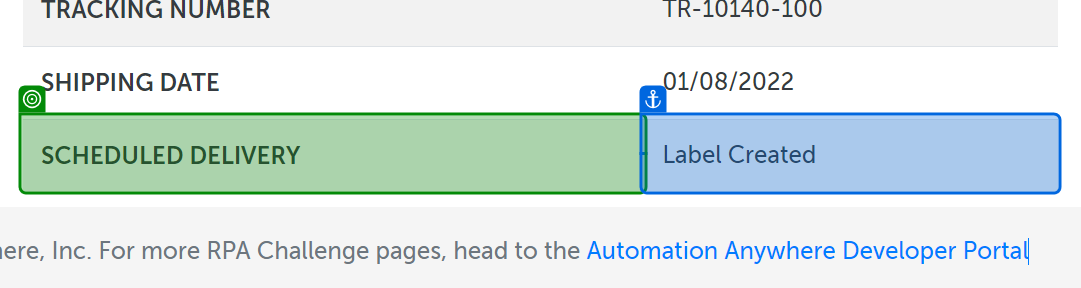 TRACKING NUMBER TR-10140-100
SHIPPING DATE 01/08/2022
SCHEDULED DELIVERY Label Created
Inc. For more RPA Challenge pages, head to the Automation Anywhere Developer Portal